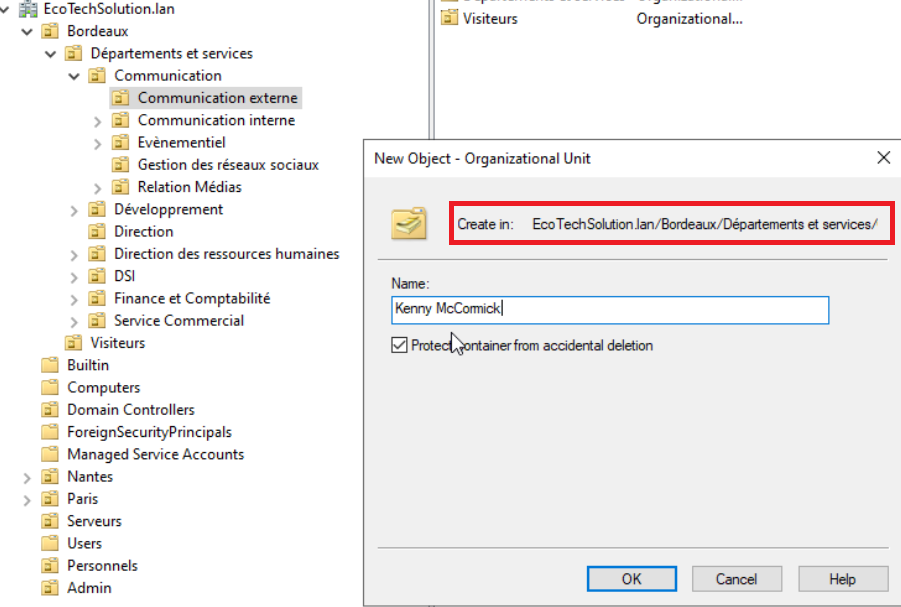 EcoTechSolution.lan
Bordeaux
Départements et services
Communication
Communication externe
Communication interne
Evènementiel
Gestion des réseaux sociaux
Relation Médias
Développrement
Direction
Direction des ressources humaines
DSI
Finance et Comptabilité
Service Commercial
Visiteurs
Builtin
Computers
Domain Controllers
ForeignSecurityPrincipals
Managed Service Accounts
Nantes
Paris
Serveurs
Users
Personnels
Admin
Visiteurs Organizational...
New Object - Organizational Unit
Create in: EcoTechSolution.lan/Bordeaux/Départements et services/
Name:
Kenny McCormick
Protect container from accidental deletion
OK Cancel Help